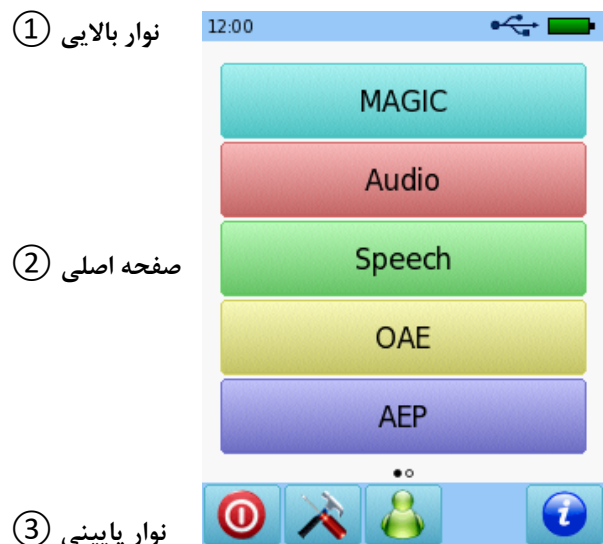 ① نوار بالایی
12:00
MAGIC
Audio
② صفحه اصلی
Speech
OAE
AEP
③ نوار پایینی